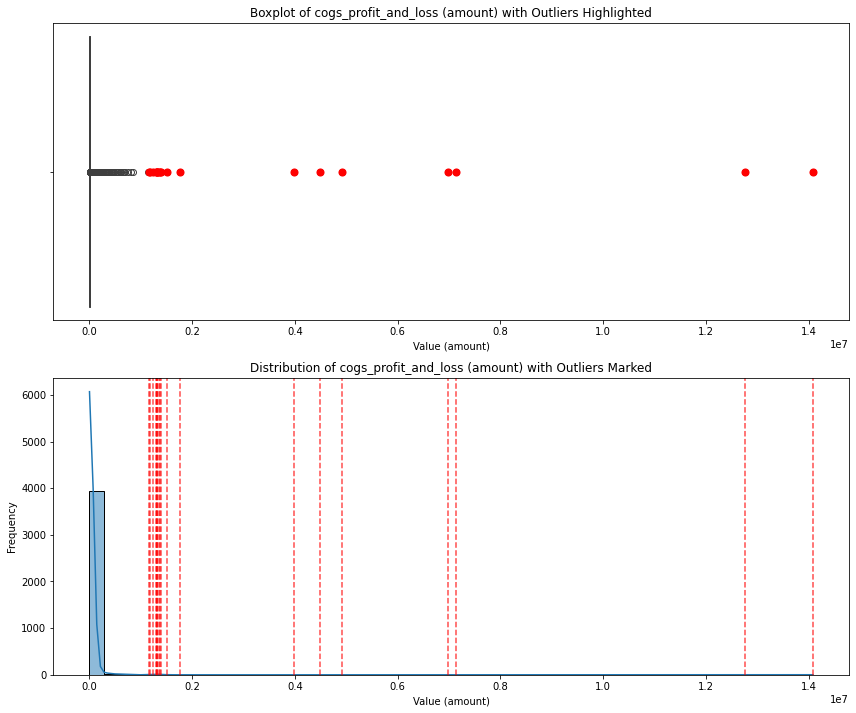 Boxplot of cogs_profit_and_loss (amount) with Outliers Highlighted
0.0 0.2 0.4 0.6 0.8 1.0 1.2 1.4
1e7
Value (amount)
Distribution of cogs_profit_and_loss (amount) with Outliers Marked
6000
5000
4000
3000
2000
1000
0
Frequency
0.0 0.2 0.4 0.6 0.8 1.0 1.2 1.4
1e7
Value (amount)